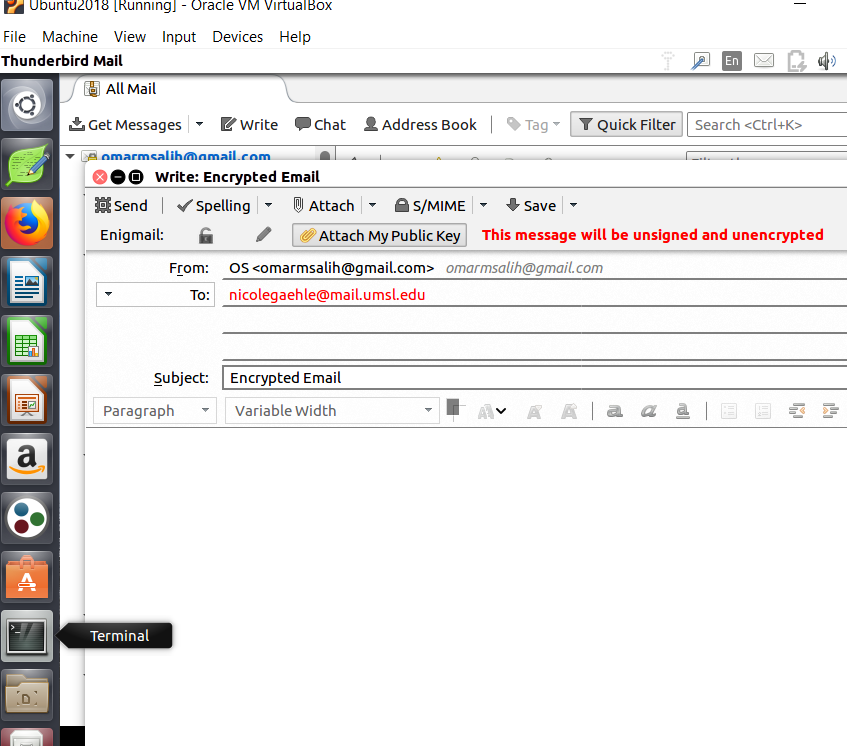 Ubuntu2018 [Running] - Oracle VM VirtualBox
File Machine View Input Devices Help
Thunderbird Mail
En
All Mail
Get Messages Write Chat Address Book Tag Quick Filter Search <Ctrl+K>
omarmsalih@gmail.com
Write: Encrypted Email
Send Spelling Attach S/MIME Save
Enigmail: Attach My Public Key This message will be unsigned and unencrypted
From: OS <omarmsalih@gmail.com> omarmsalih@gmail.com
To: nicolegaehle@mail.umsl.edu
Subject: Encrypted Email
Paragraph Variable Width
Terminal